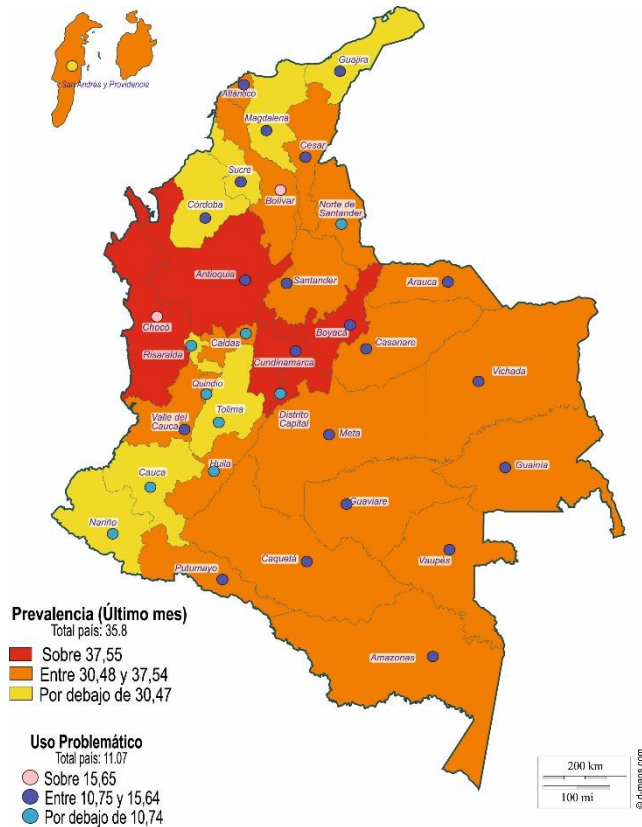 Guajira
San Andrés y Providencia
Atlántico
Magdalena
Cesar
Sucre
Bolívar
Norte de
Santander
Córdoba
Antioquia
Santander
Arauca
Chocó
Boyacá
Caldas
Risaralda
Cundinamarca
Casanare
Vichada
Quindío
Tolima
Distrito
Capital
Valle del
Cauca
Meta
Huila
Guainía
Cauca
Guaviare
Nariño
Vaupés
Caquetá
Putumayo
Amazonas
Prevalencia (Último mes)
Total país: 35.8
Sobre 37,55
Entre 30,48 y 37,54
Por debajo de 30,47
Uso Problemático
Total país: 11.07
Sobre 15,65
Entre 10,75 y 15,64
Por debajo de 10,74
200 km
100 mi
© d-maps.com